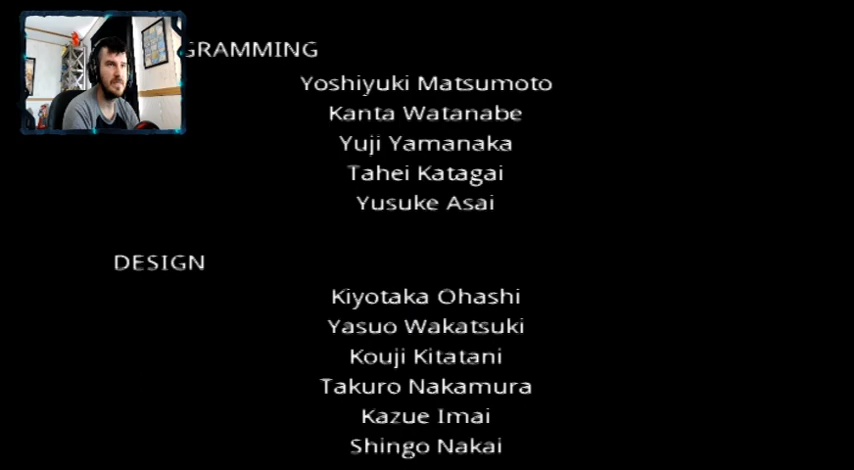 GRAMMING
Yoshiyuki Matsumoto
Kanta Watanabe
Yuji Yamanaka
Tahei Katagai
Yusuke Asai
DESIGN
Kiyotaka Ohashi
Yasuo Wakatsuki
Kouji Kitatani
Takuro Nakamura
Kazue Imai
Shingo Nakai